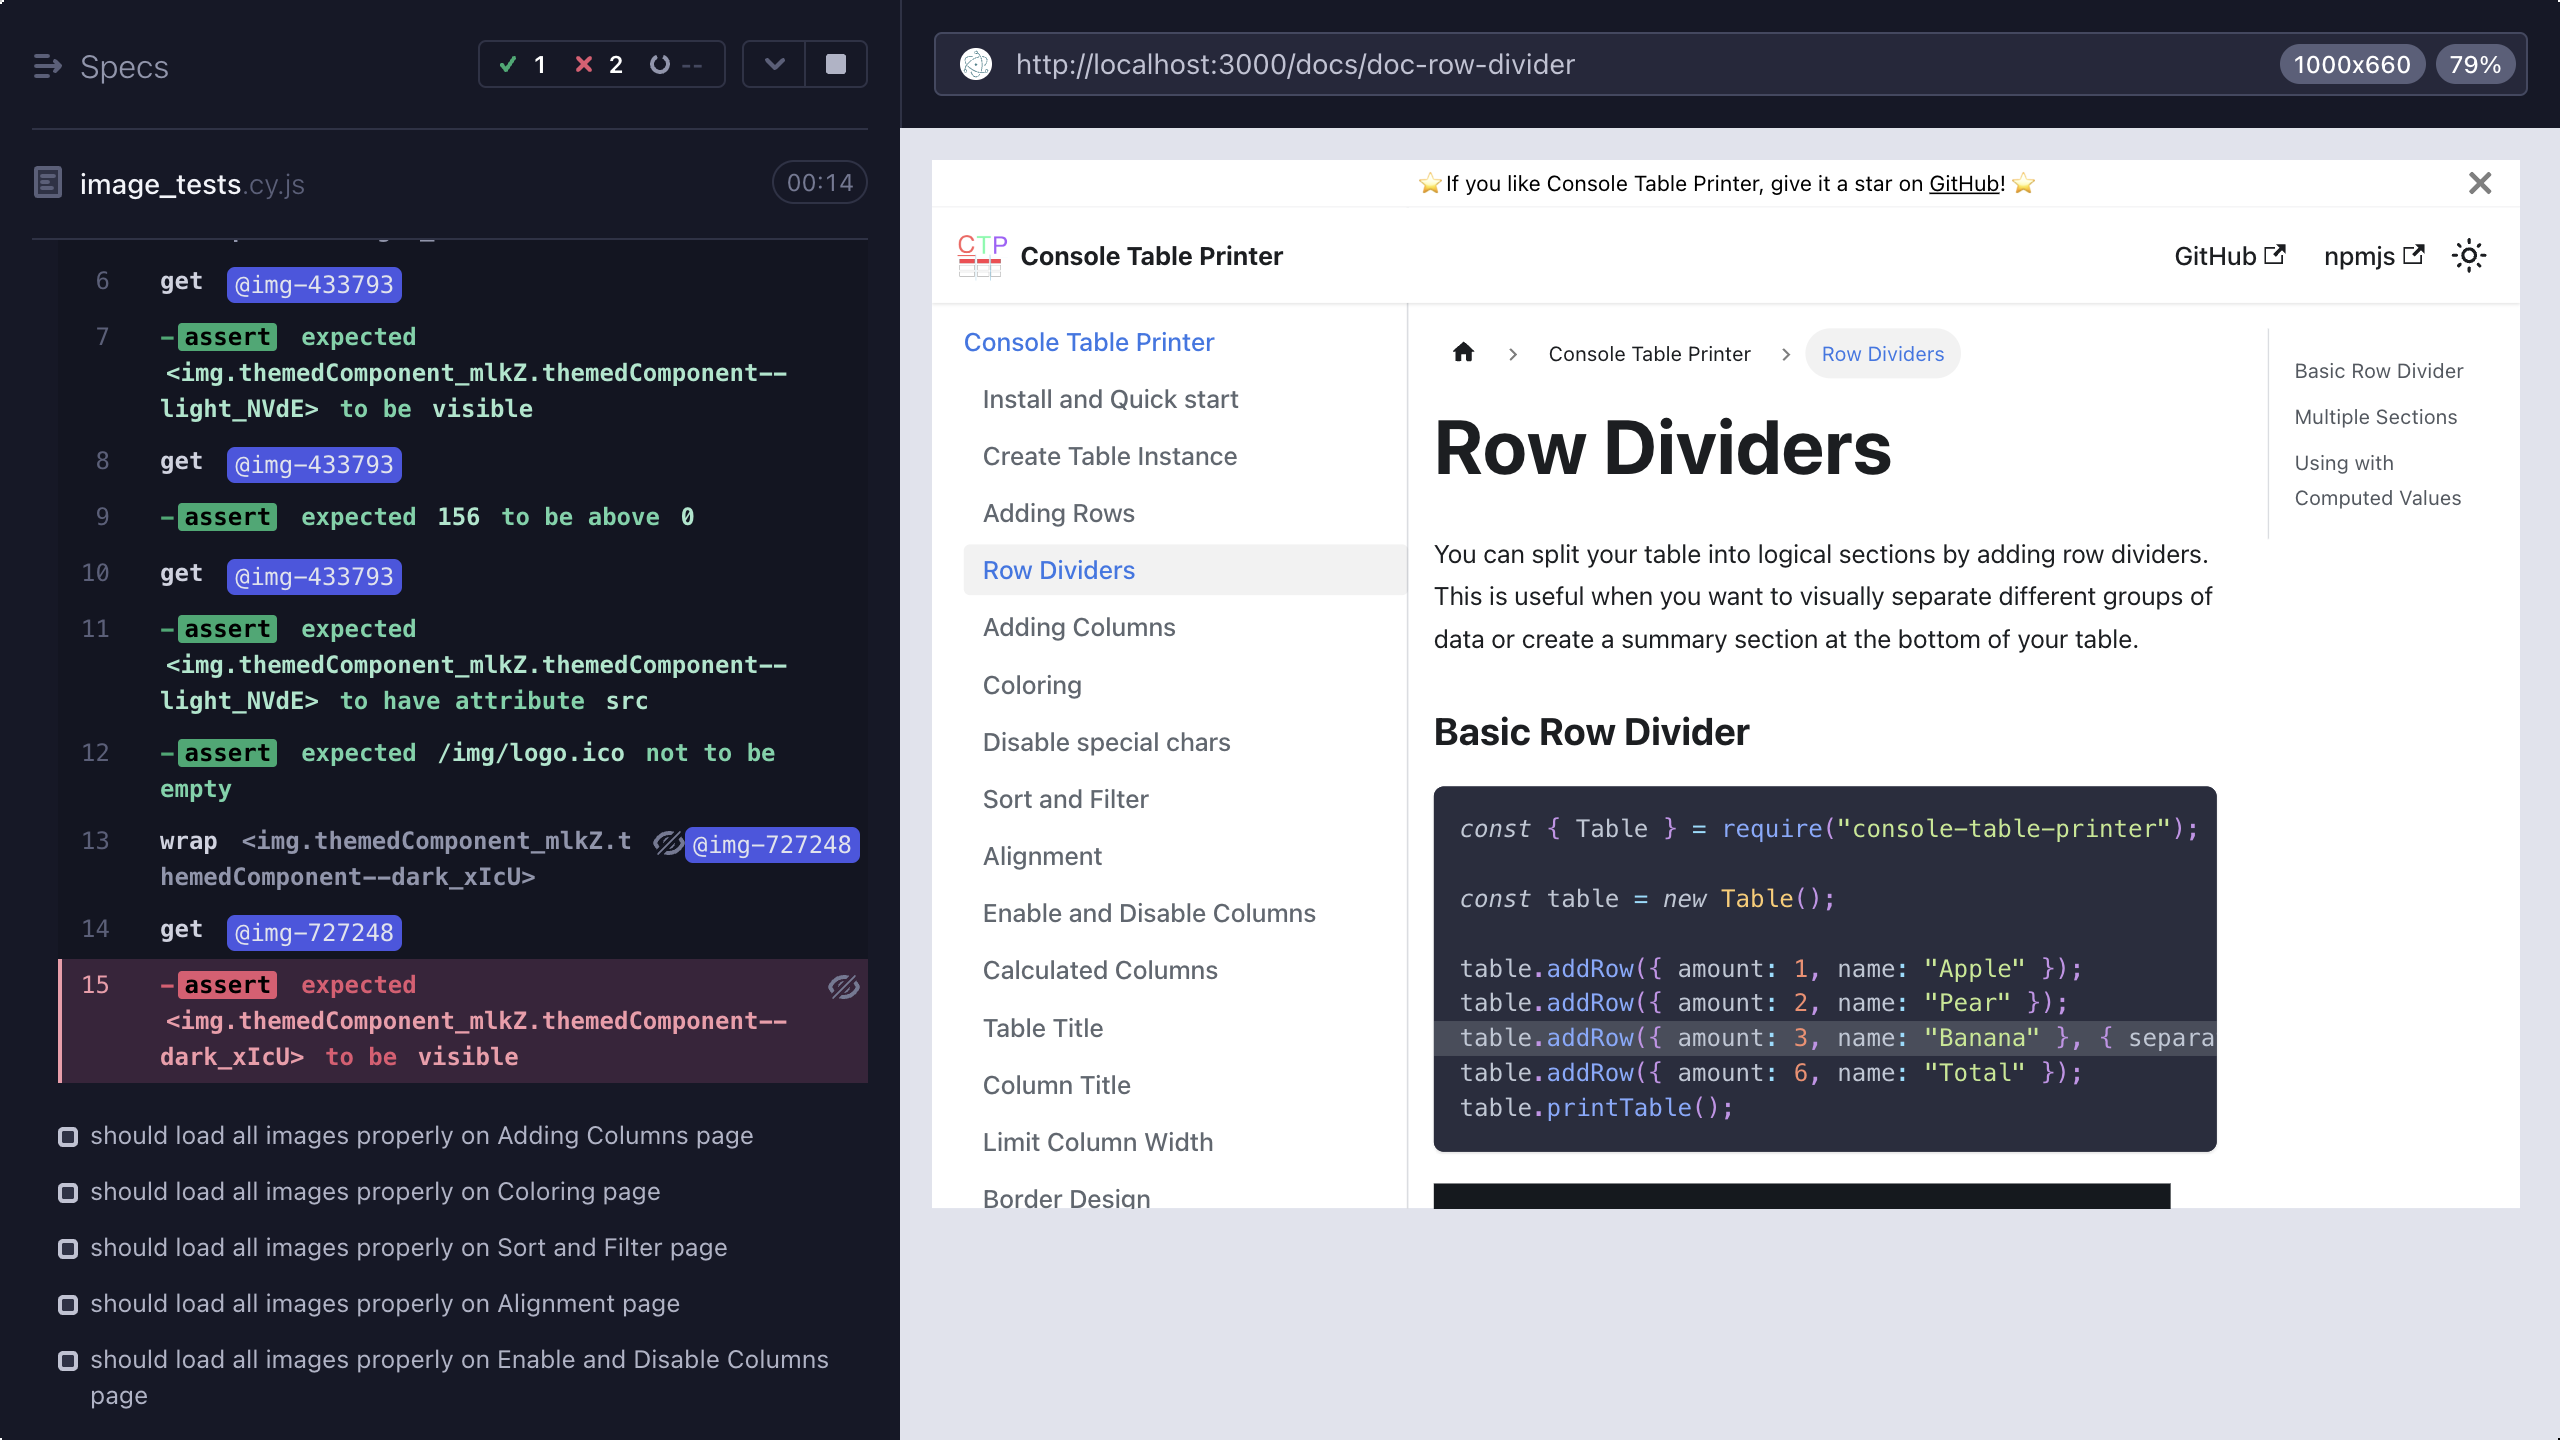 Specs
1
2
--
image_tests.cy.js
00:14
6
get @img-433793
7
-assert expected
<img.themedComponent_mlkZ.themedComponent--
light_NVdE> to be visible
8
get @img-433793
9
-assert expected 156 to be above 0
10
get @img-433793
11
-assert expected
<img.themedComponent_mlkZ.themedComponent--
light_NVdE> to have attribute src
12
-assert expected /img/logo.ico not to be
empty
13
wrap <img.themedComponent_mlkZ.t
@img-727248
hemedComponent--dark_xIcU>
14
get @img-727248
15
-assert expected
<img.themedComponent_mlkZ.themedComponent--
dark_xIcU> to be visible
should load all images properly on Adding Columns page
should load all images properly on Coloring page
should load all images properly on Sort and Filter page
should load all images properly on Alignment page
should load all images properly on Enable and Disable Columns
page
http://localhost:3000/docs/doc-row-divider
1000x660
79%
⭐️If you like Console Table Printer, give it a star on GitHub! ⭐️
CTP
Console Table Printer
GitHub
npmjs
Console Table Printer
Install and Quick start
Create Table Instance
Adding Rows
Row Dividers
Adding Columns
Coloring
Disable special chars
Sort and Filter
Alignment
Enable and Disable Columns
Calculated Columns
Table Title
Column Title
Limit Column Width
Border Design
Console Table Printer
Row Dividers
Row Dividers
You can split your table into logical sections by adding row dividers.
This is useful when you want to visually separate different groups of
data or create a summary section at the bottom of your table.
Basic Row Divider
const { Table } = require("console-table-printer");
const table = new Table();
table.addRow({ amount: 1, name: "Apple" });
table.addRow({ amount: 2, name: "Pear" });
table.addRow({ amount: 3, name: "Banana" }, { separa
table.addRow({ amount: 6, name: "Total" });
table.printTable();
Basic Row Divider
Multiple Sections
Using with
Computed Values